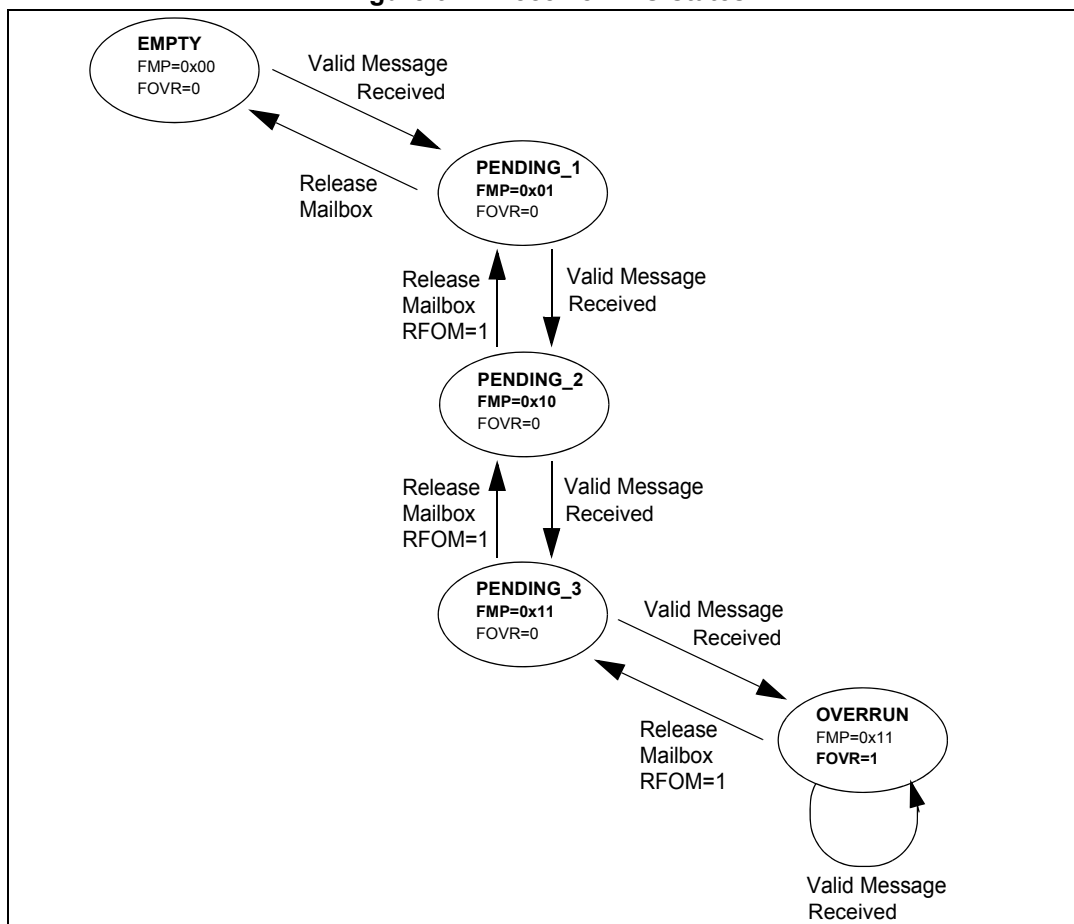 EMPTY
FMP=0x00
FOVR=0
Valid Message
Received
Release
Mailbox
PENDING_1
FMP=0x01
FOVR=0
Release
Mailbox
RFOM=1
Valid Message
Received
PENDING_2
FMP=0x10
FOVR=0
Release
Mailbox
RFOM=1
Valid Message
Received
PENDING_3
FMP=0x11
FOVR=0
Valid Message
Received
Release
Mailbox
RFOM=1
OVERRUN
FMP=0x11
FOVR=1
Valid Message
Received